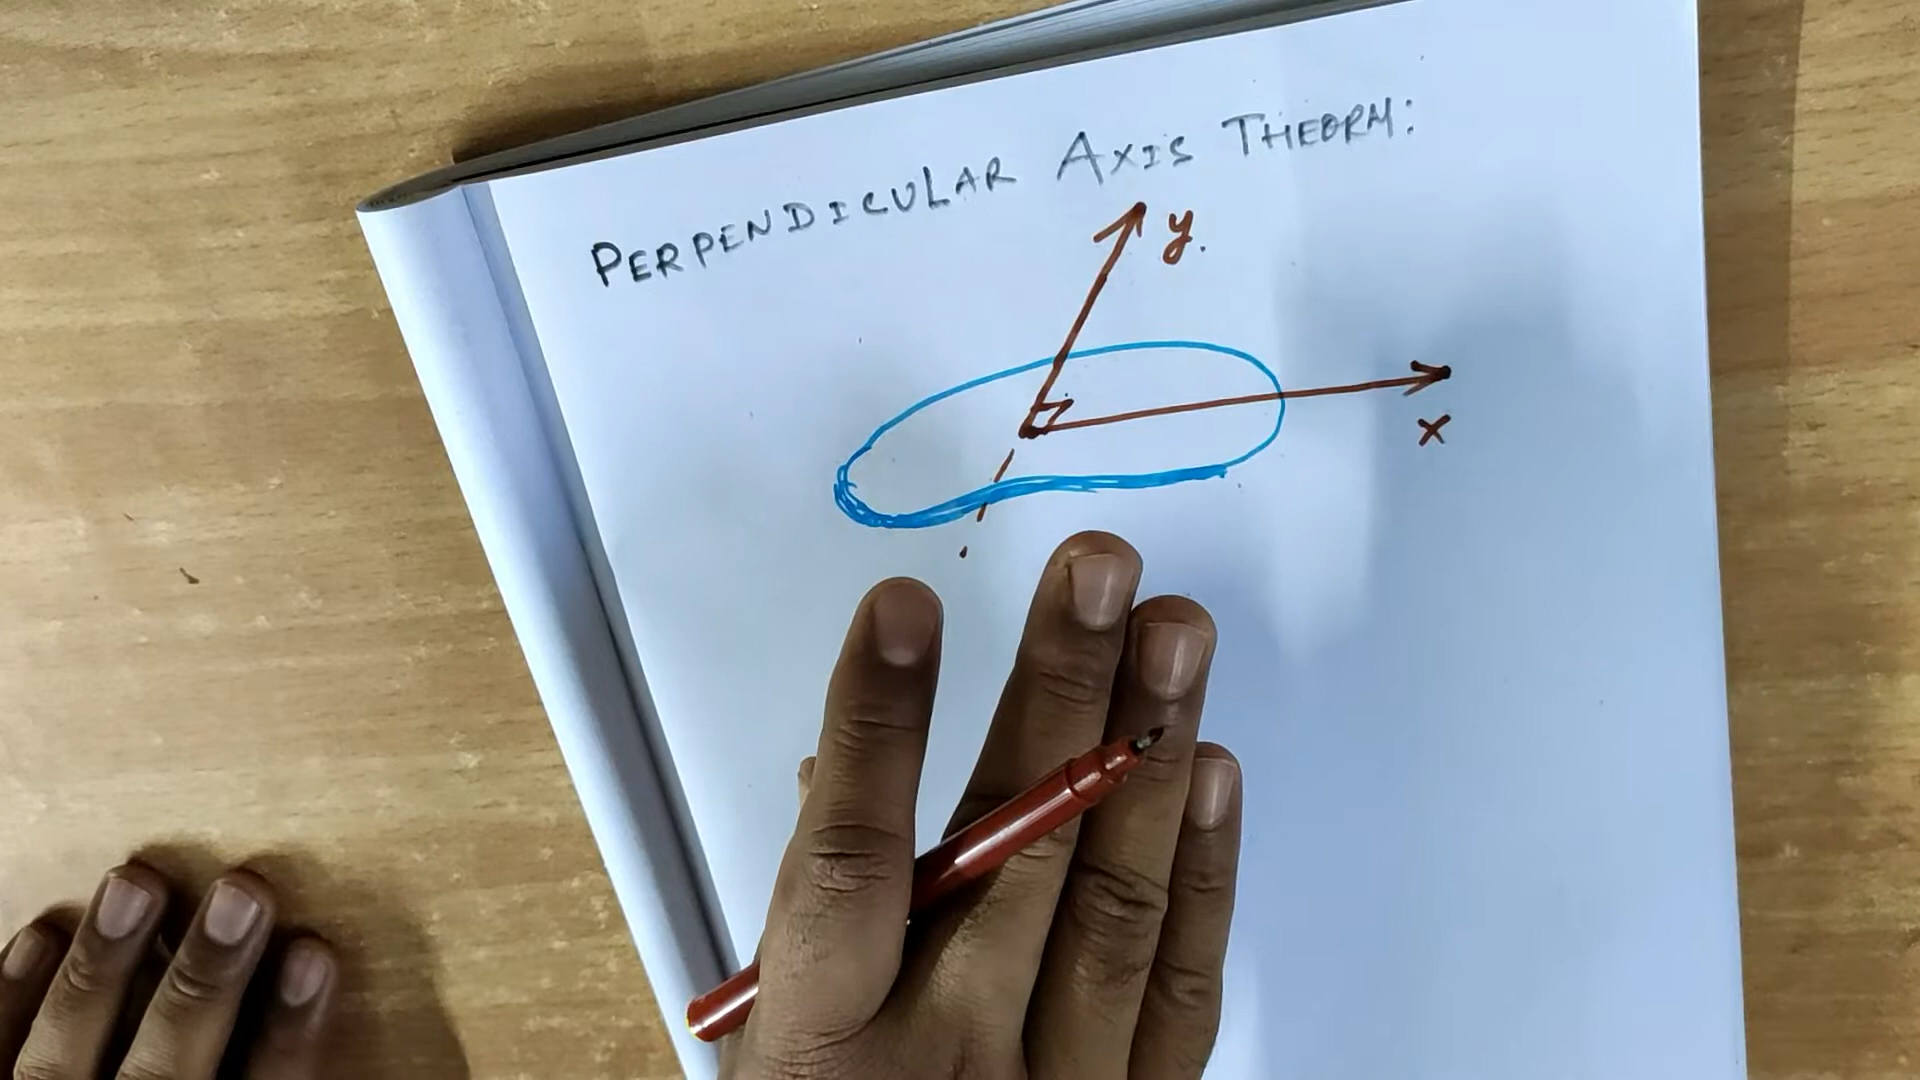 PERPENDICULAR AXIS THEORM:
y.
x